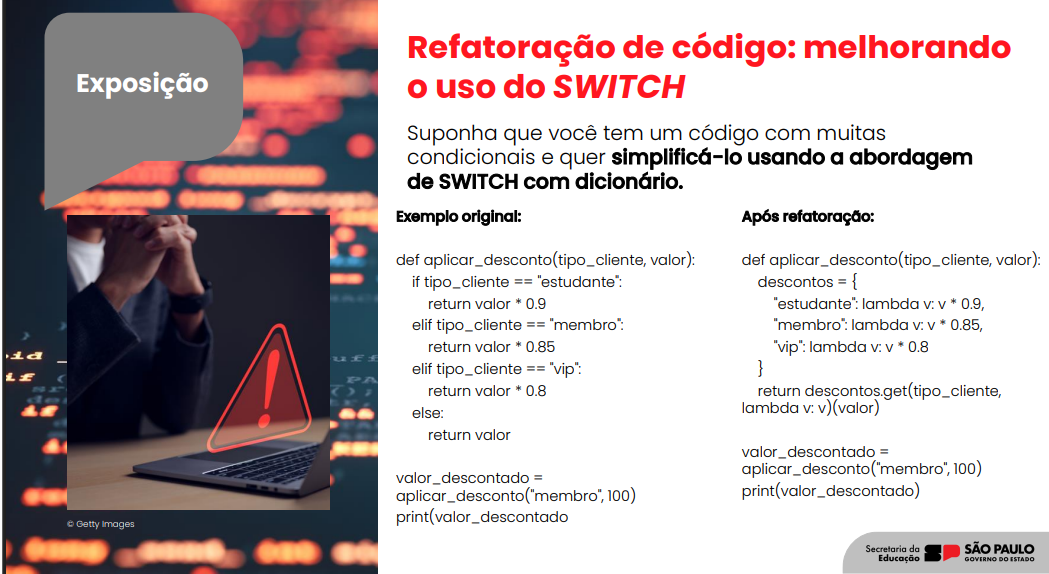 Exposição
Refatoração de código: melhorando
o uso do SWITCH
Suponha que você tem um código com muitas
condicionais e quer simplificá-lo usando a abordagem
de SWITCH com dicionário.
Exemplo original:
def aplicar_desconto(tipo_cliente, valor):
if tipo_cliente == "estudante":
return valor * 0.9
elif tipo_cliente == "membro":
return valor * 0.85
elif tipo_cliente == "vip":
return valor * 0.8
else:
return valor
valor_descontado =
aplicar_desconto("membro", 100)
print(valor_descontado
Após refatoração:
def aplicar_desconto(tipo_cliente, valor):
descontos = {
"estudante": lambda v: v * 0.9,
"membro": lambda v: v * 0.85,
"vip": lambda v: v * 0.8
}
return descontos.get(tipo_cliente,
lambda v: v)(valor)
valor_descontado =
aplicar_desconto("membro", 100)
print(valor_descontado)
© Getty Images
Secretaria da
Educação
SÃO PAULO
GOVERNO DO ESTADO